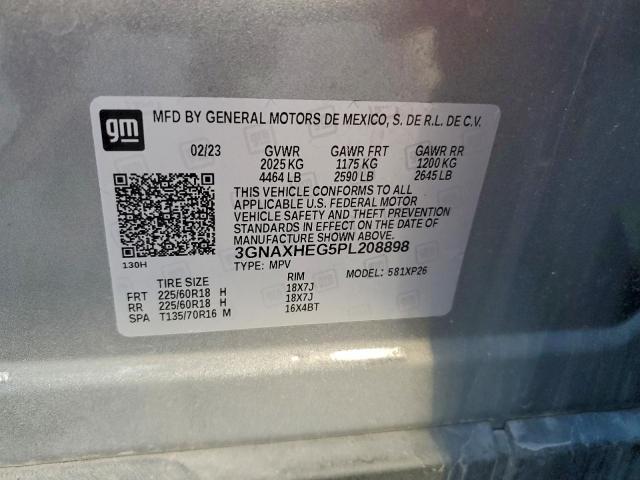 gm MFD BY GENERAL MOTORS DE MEXICO, S. DE R.L. DE C.V.
02/23 GVWR GAWR FRT GAWR RR
2025 KG 1175 KG 1200 KG
4464 LB 2590 LB 2645 LB
THIS VEHICLE CONFORMS TO ALL
APPLICABLE U.S. FEDERAL MOTOR
VEHICLE SAFETY AND THEFT PREVENTION
STANDARDS IN EFFECT ON THE DATE OF
MANUFACTURE SHOWN ABOVE.
3GNAXHEG5PL208898
130H TYPE: MPV MODEL: 581XP26
TIRE SIZE RIM
FRT 225/60R18 H 18X7J
RR 225/60R18 H 18X7J
SPA T135/70R16 M 16X4BT